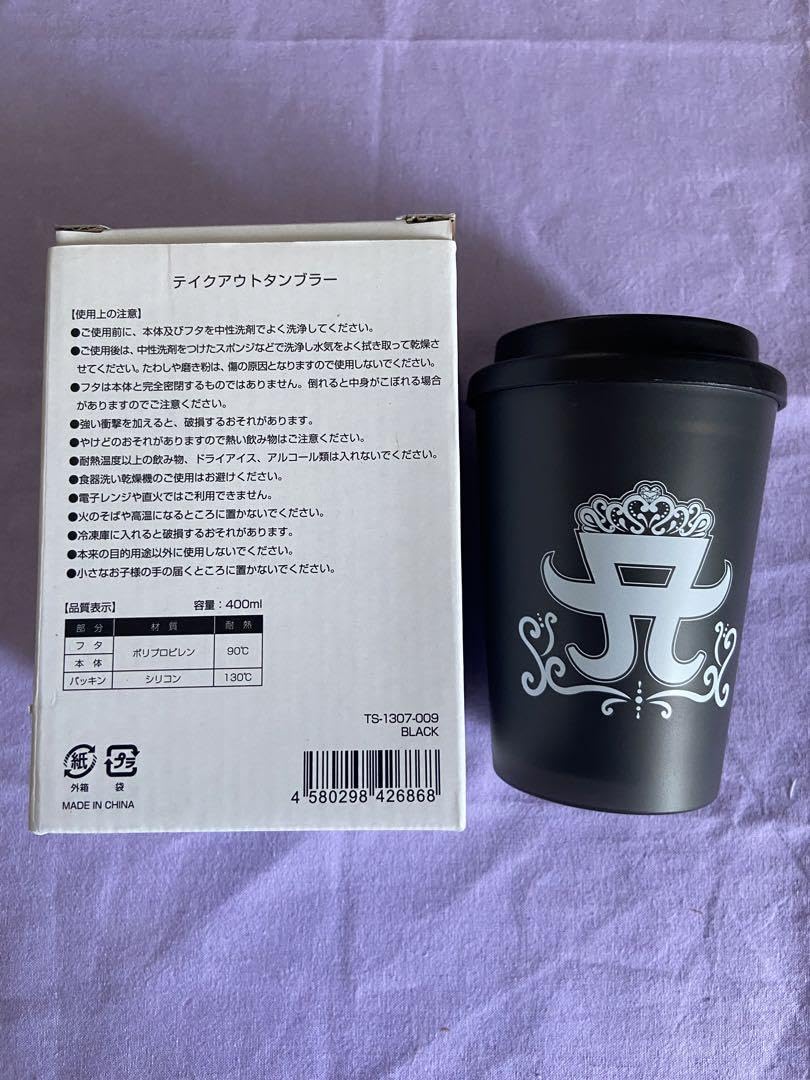 テイクアウトタンブラー
【使用上の注意】
●ご使用前に、本体及びフタを中性洗剤でよく洗浄してください。
●ご使用後は、中性洗剤をつけたスポンジなどで洗浄し水気をよく拭き取って乾燥さ
せてください。たわしや磨き粉は、傷の原因となりますので使用しないでください。
●フタは本体と完全密閉するものではありません。倒れると中身がこぼれる場合
がありますのでご注意ください。
●強い衝撃を加えると、破損するおそれがあります。
●やけどのおそれがありますので熱い飲み物はご注意ください。
●耐熱温度以上の飲み物、ドライアイス、アルコール類は入れないでください。
●食器洗い乾燥機のご使用はお避けください。
●電子レンジや直火ではご利用できません。
●火のそばや高温になるところに置かないでください。
●冷凍庫に入れると破損するおそれがあります。
●本来の目的用途以外に使用しないでください。
●小さなお子様の手の届くところに置かないでください。
【品質表示】 容量：400ml
部分 材質 耐熱
フタ
本体 ポリプロピレン 90℃
パッキン シリコン 130℃
TS-1307-009
BLACK
紙 プラ
外箱 袋
MADE IN CHINA
4 580298 426868
A